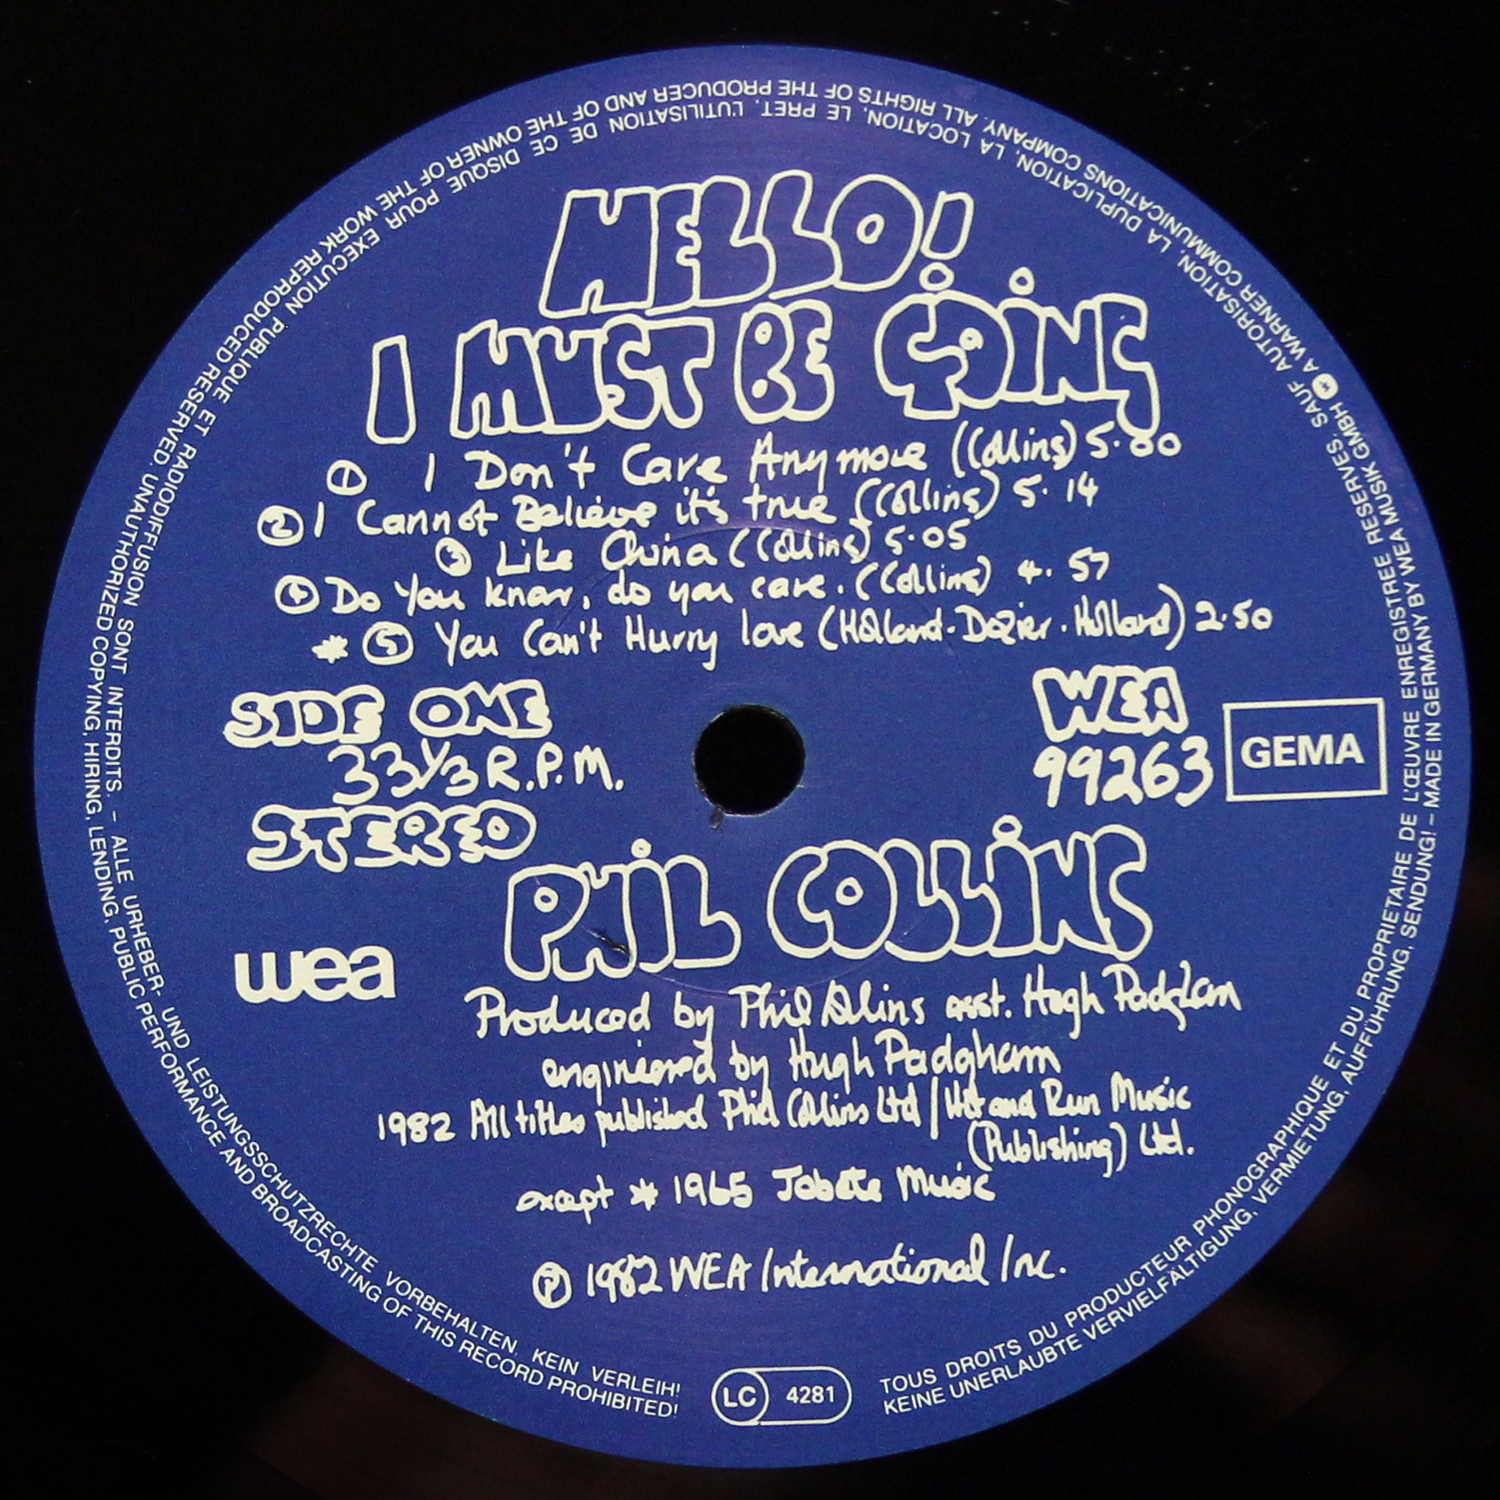 HELLO!
I MUST BE GOING
① I Don't Care Anymore (Collins) 5·00
② I Cannot Believe it's true (Collins) 5·14
③ Like China (Collins) 5·05
④ Do You know, do you care. (Collins) 4·57
* ⑤ You Can't Hurry love (Holland-Dozier·Holland) 2·50
SIDE ONE
33⅓ R.P.M.
STEREO
WEA
99263
GEMA
PHIL COLLINS
wea
Produced by Phil Collins asst. Hugh Padgham
engineered by Hugh Padgham
1982 All titles published Phil Collins Ltd / Hit and Run Music
(Publishing) Ltd.
except * 1965 Jobete Music
℗ 1982 WEA International Inc.
LC 4281
TOUS DROITS DU PRODUCTEUR PHONOGRAPHIQUE ET DU PROPRIETAIRE DE L'ŒUVRE ENREGISTREE RESERVES. SAUF AUTORISATION, LA DUPLICATION, LA LOCATION, LE PRET, L'UTILISATION DE CE DISQUE POUR EXECUTION PUBLIQUE ET RADIODIFFUSION SONT INTERDITS. – ALLE URHEBER- UND LEISTUNGSSCHUTZRECHTE VORBEHALTEN. KEIN VERLEIH!
KEINE UNERLAUBTE VERVIELFÄLTIGUNG, VERMIETUNG, AUFFÜHRUNG, SENDUNG! – MADE IN GERMANY BY WEA MUSIK GMBH A WARNER COMMUNICATIONS COMPANY. ALL RIGHTS OF THE PRODUCER AND OF THE OWNER OF THE WORK REPRODUCED RESERVED. UNAUTHORIZED COPYING, HIRING, LENDING, PUBLIC PERFORMANCE AND BROADCASTING OF THIS RECORD PROHIBITED!